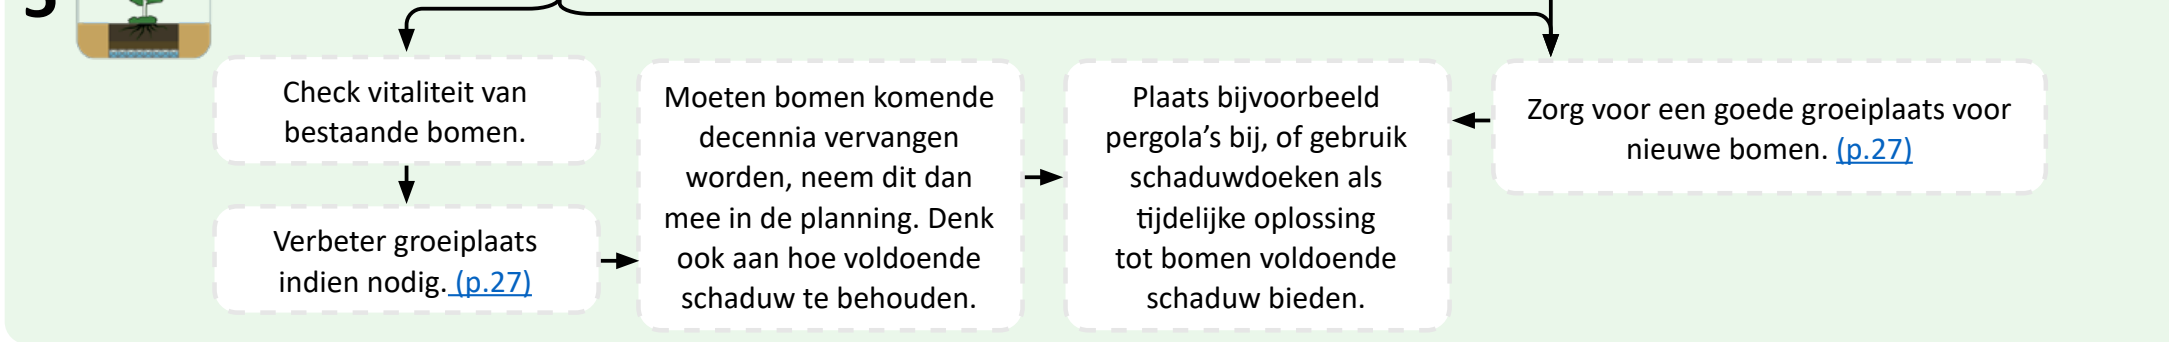 Check vitaliteit van
bestaande bomen.
Verbeter groeiplaats
indien nodig. (p.27)
Moeten bomen komende
decennia vervangen
worden, neem dit dan
mee in de planning. Denk
ook aan hoe voldoende
schaduw te behouden.
Plaats bijvoorbeeld
pergola’s bij, of gebruik
schaduwdoeken als
tijdelijke oplossing
tot bomen voldoende
schaduw bieden.
Zorg voor een goede groeiplaats voor
nieuwe bomen. (p.27)